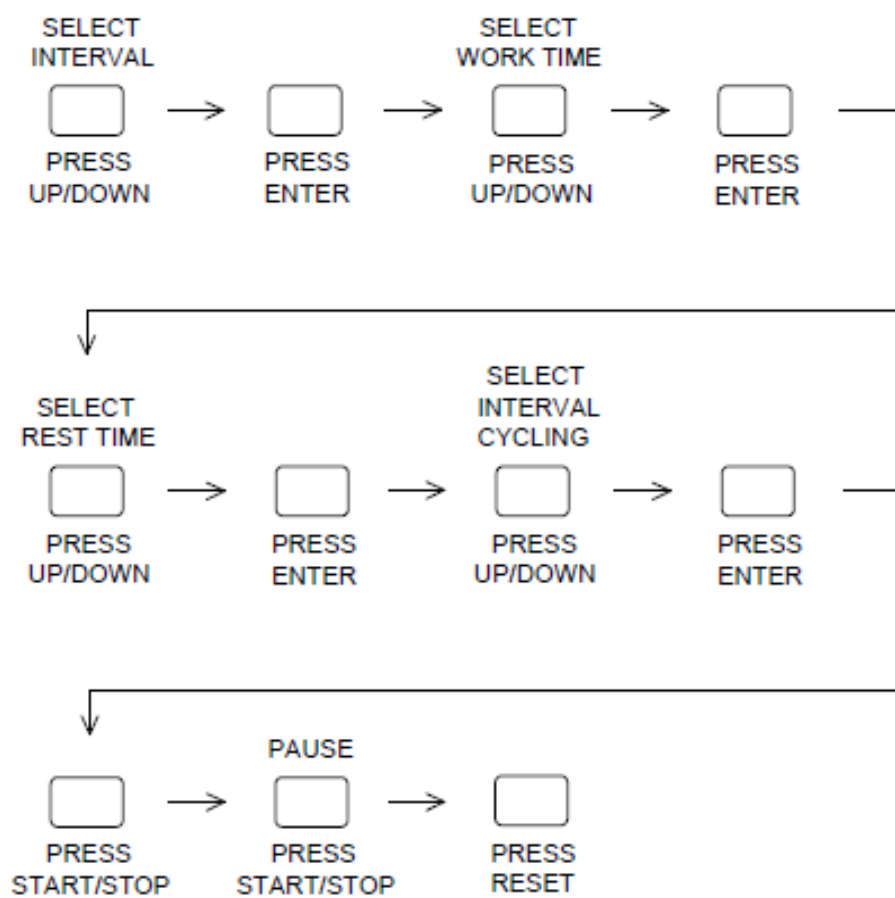 SELECT
INTERVAL
PRESS
UP/DOWN
PRESS
ENTER
SELECT
WORK TIME
PRESS
UP/DOWN
PRESS
ENTER
SELECT
REST TIME
PRESS
UP/DOWN
PRESS
ENTER
SELECT
INTERVAL
CYCLING
PRESS
UP/DOWN
PRESS
ENTER
PRESS
START/STOP
PAUSE
PRESS
START/STOP
PRESS
RESET